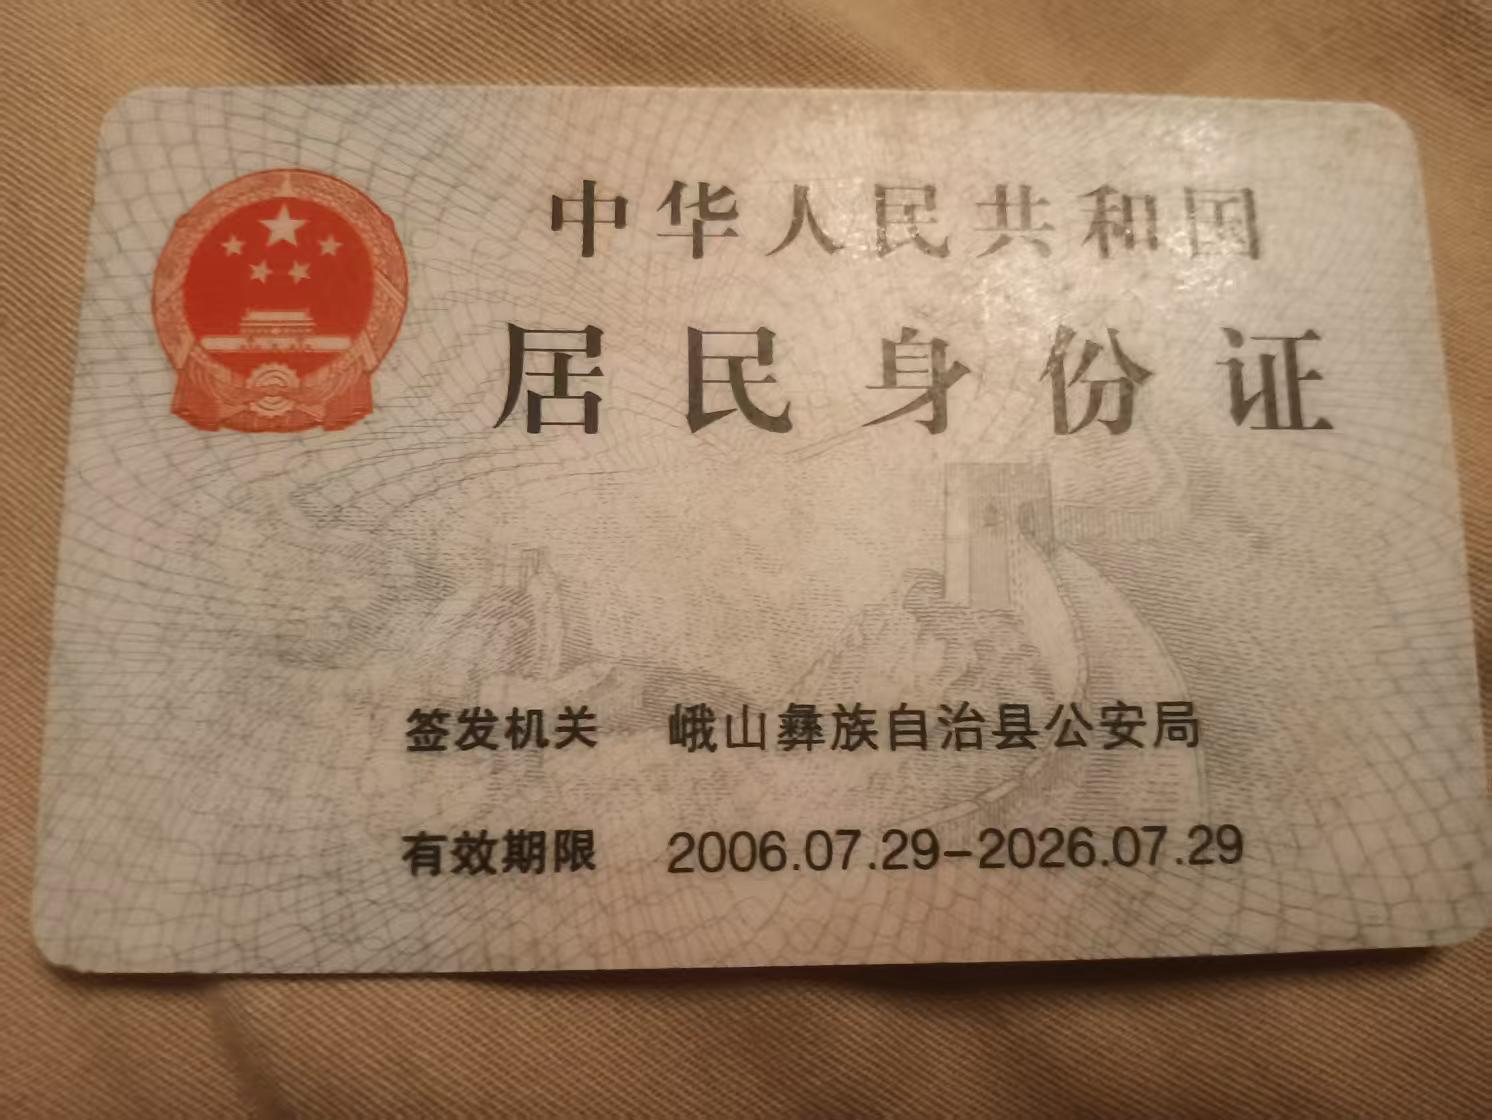 中华人民共和国
居民身份证
签发机关 峨山彝族自治县公安局
有效期限 2006.07.29-2026.07.29